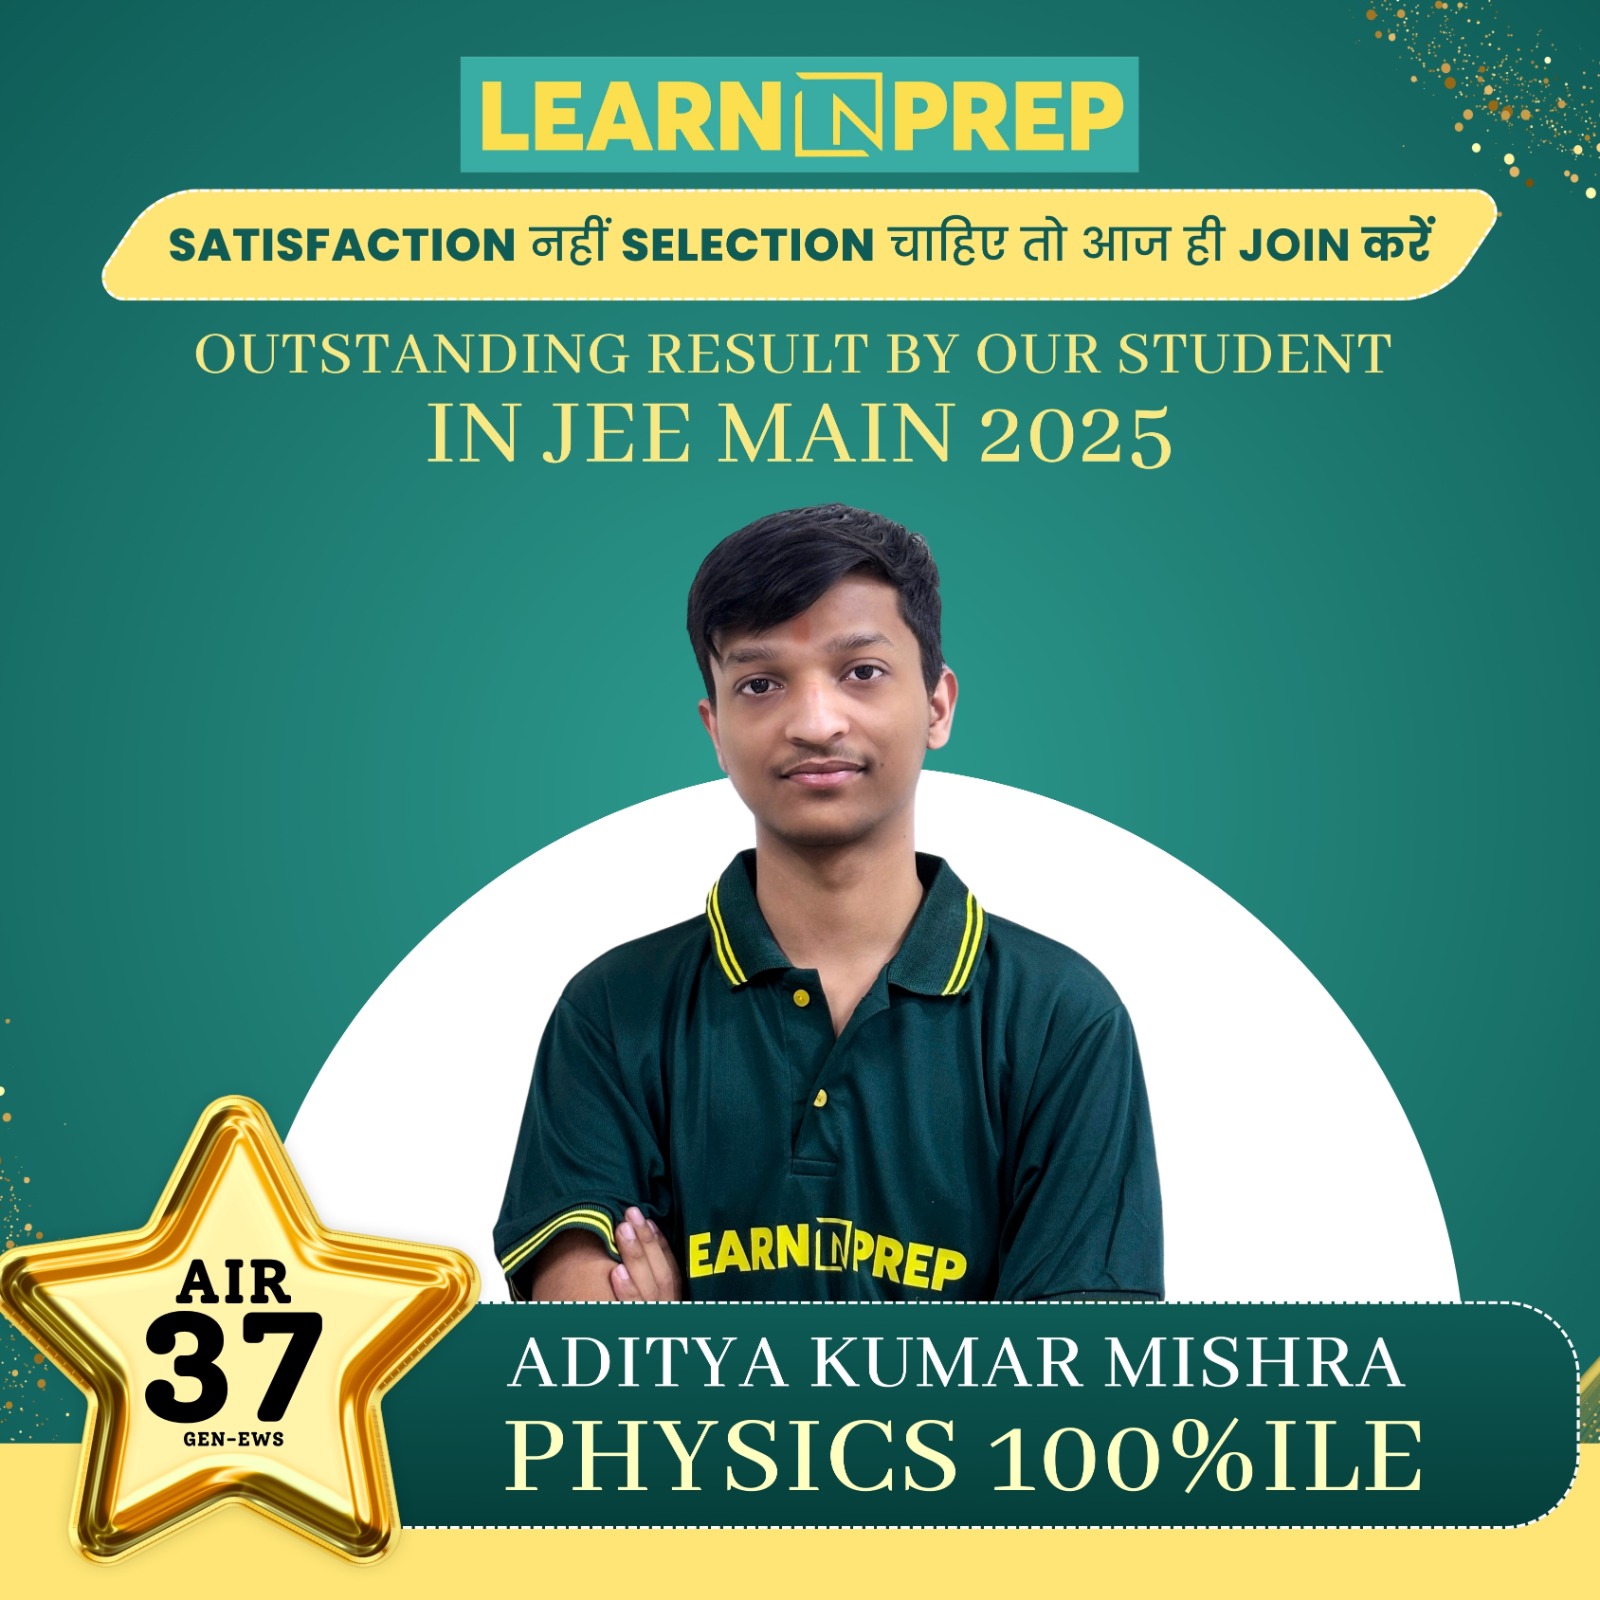 LEARN N PREP
SATISFACTION नहीं SELECTION चाहिए तो आज ही JOIN करें
OUTSTANDING RESULT BY OUR STUDENT
IN JEE MAIN 2025
EARN N PREP
AIR
37
GEN-EWS
ADITYA KUMAR MISHRA
PHYSICS 100%ILE